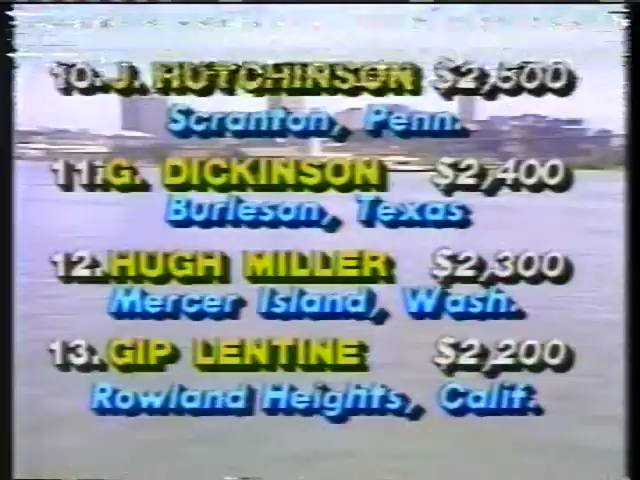 10. J. HUTCHINSON $2,500
Scranton, Penn.
11. G. DICKINSON $2,400
Burleson, Texas
12. HUGH MILLER $2,300
Mercer Island, Wash.
13. GIP LENTINE $2,200
Rowland Heights, Calif.